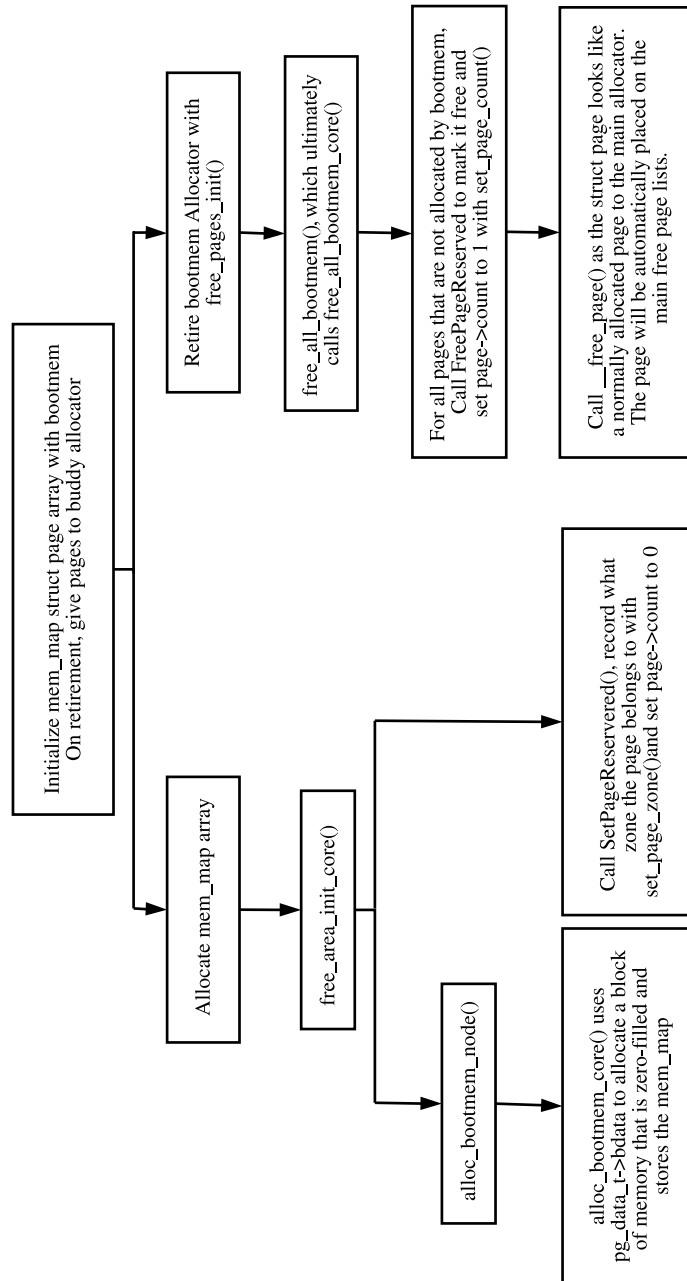 Initialize mem_map struct page array with bootmem
On retirement, give pages to buddy allocator
Allocate mem_map array
free_area_init_core()
alloc_bootmem_node()
alloc_bootmem_core() uses
pg_data_t->bdata to allocate a block
of memory that is zero-filled and
stores the mem_map
Call SetPageReservered(), record what
zone the page belongs to with
set_page_zone()and set page->count to 0
Retire bootmem Allocator with
free_pages_init()
free_all_bootmem(), which ultimately
calls free_all_bootmem_core()
For all pages that are not allocated by bootmem,
Call FreePageReserved to mark it free and
set page->count to 1 with set_page_count()
Call __free_page() as the struct page looks like
a normally allocated page to the main allocator.
The page will be automatically placed on the
main free page lists.